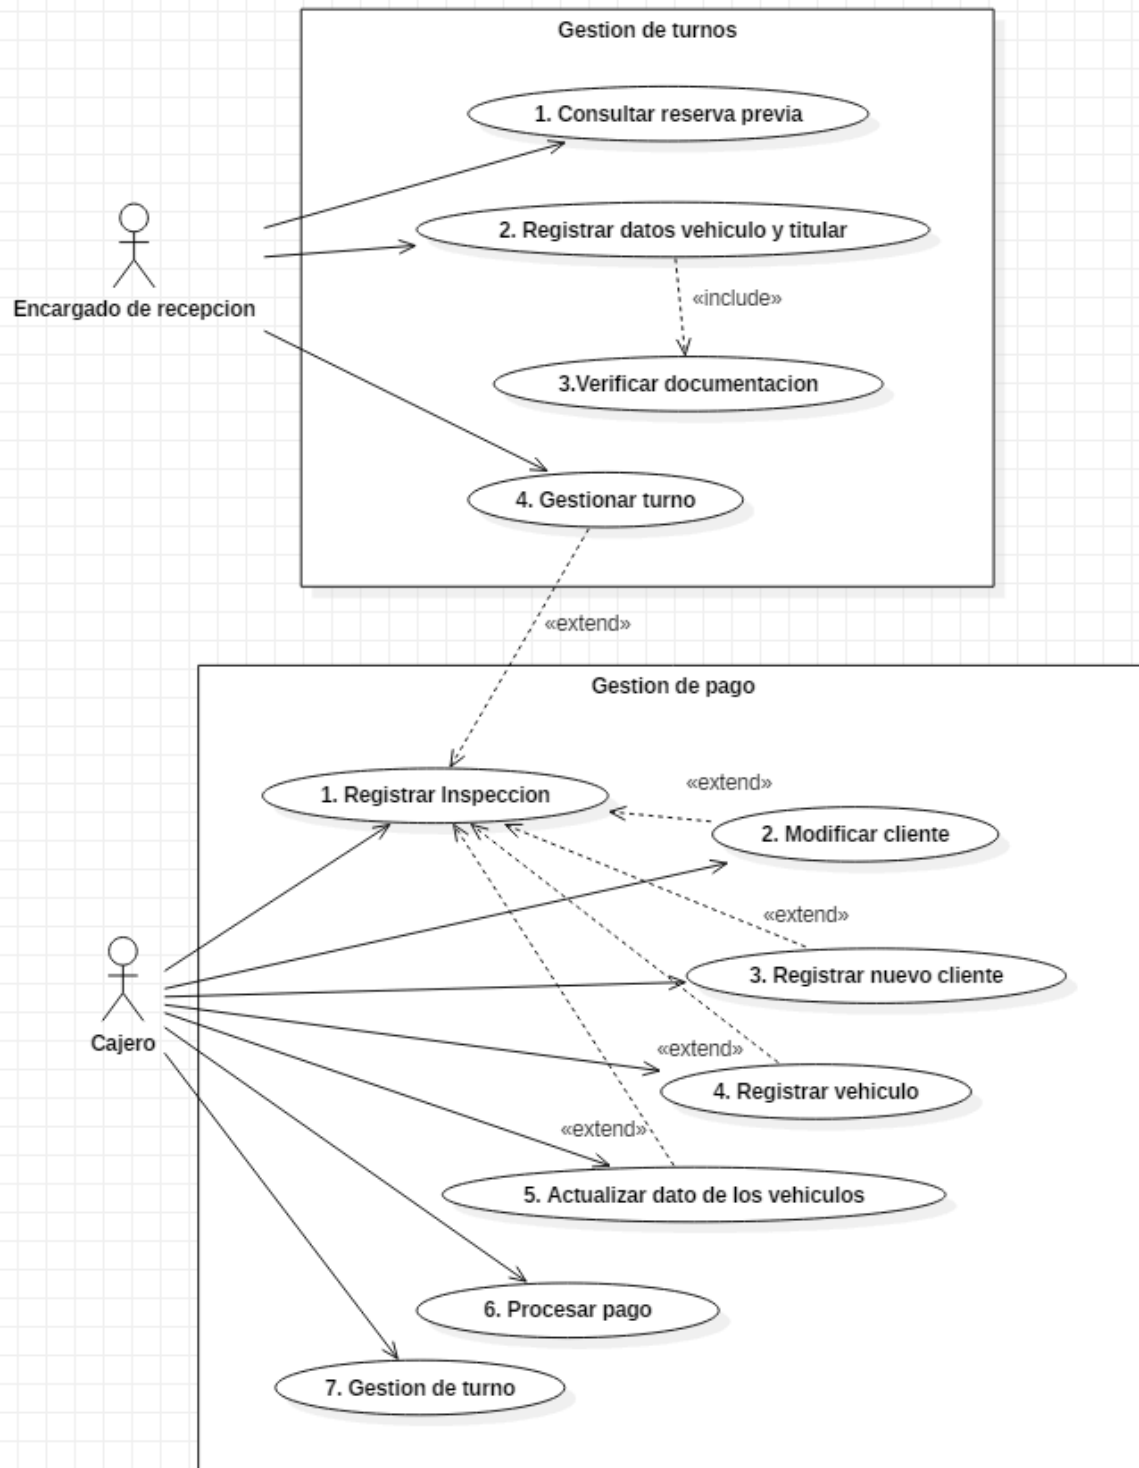 Gestion de turnos
1. Consultar reserva previa
2. Registrar datos vehiculo y titular
«include»
Encargado de recepcion
3.Verificar documentacion
4. Gestionar turno
«extend»
Gestion de pago
1. Registrar Inspeccion
«extend»
2. Modificar cliente
«extend»
3. Registrar nuevo cliente
Cajero
«extend»
4. Registrar vehiculo
«extend»
5. Actualizar dato de los vehiculos
6. Procesar pago
7. Gestion de turno